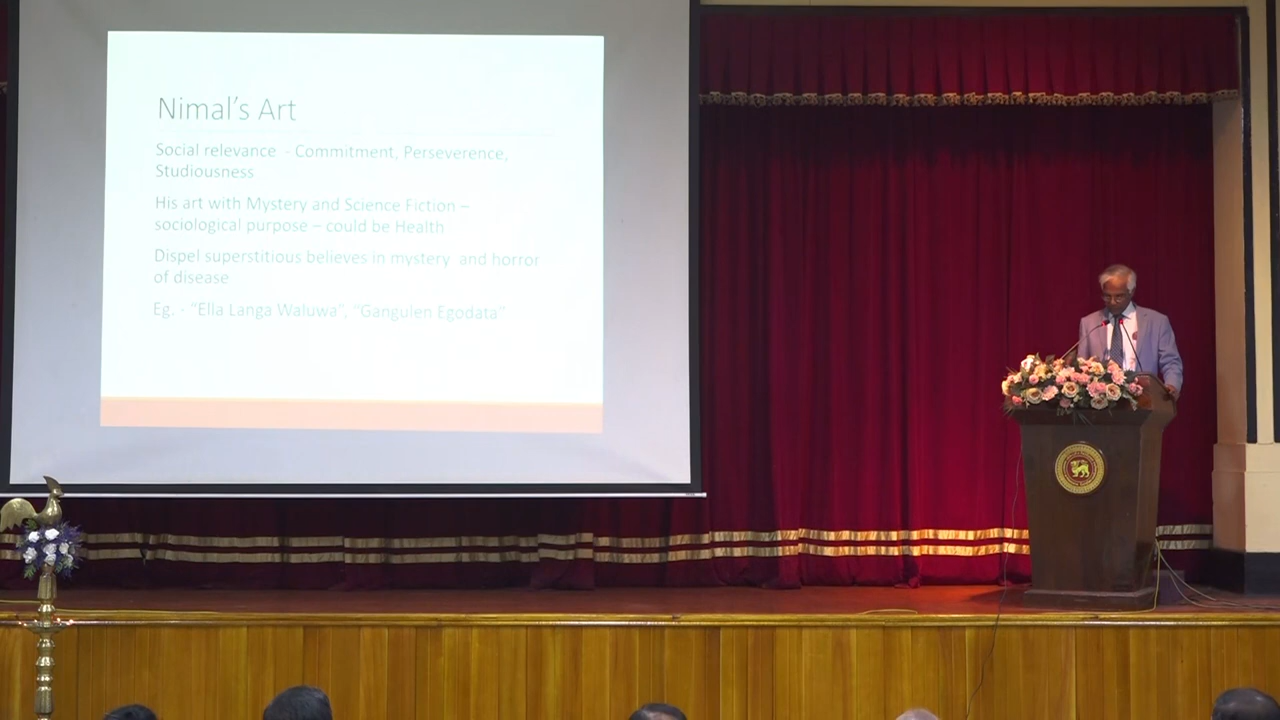 Nimal's Art
Social relevance - Commitment, Perseverence,
Studiousness
His art with Mystery and Science Fiction –
sociological purpose – could be Health
Dispel superstitious believes in mystery and horror
of disease
Eg. - "Ella Langa Waluwa", "Gangulen Egodata"